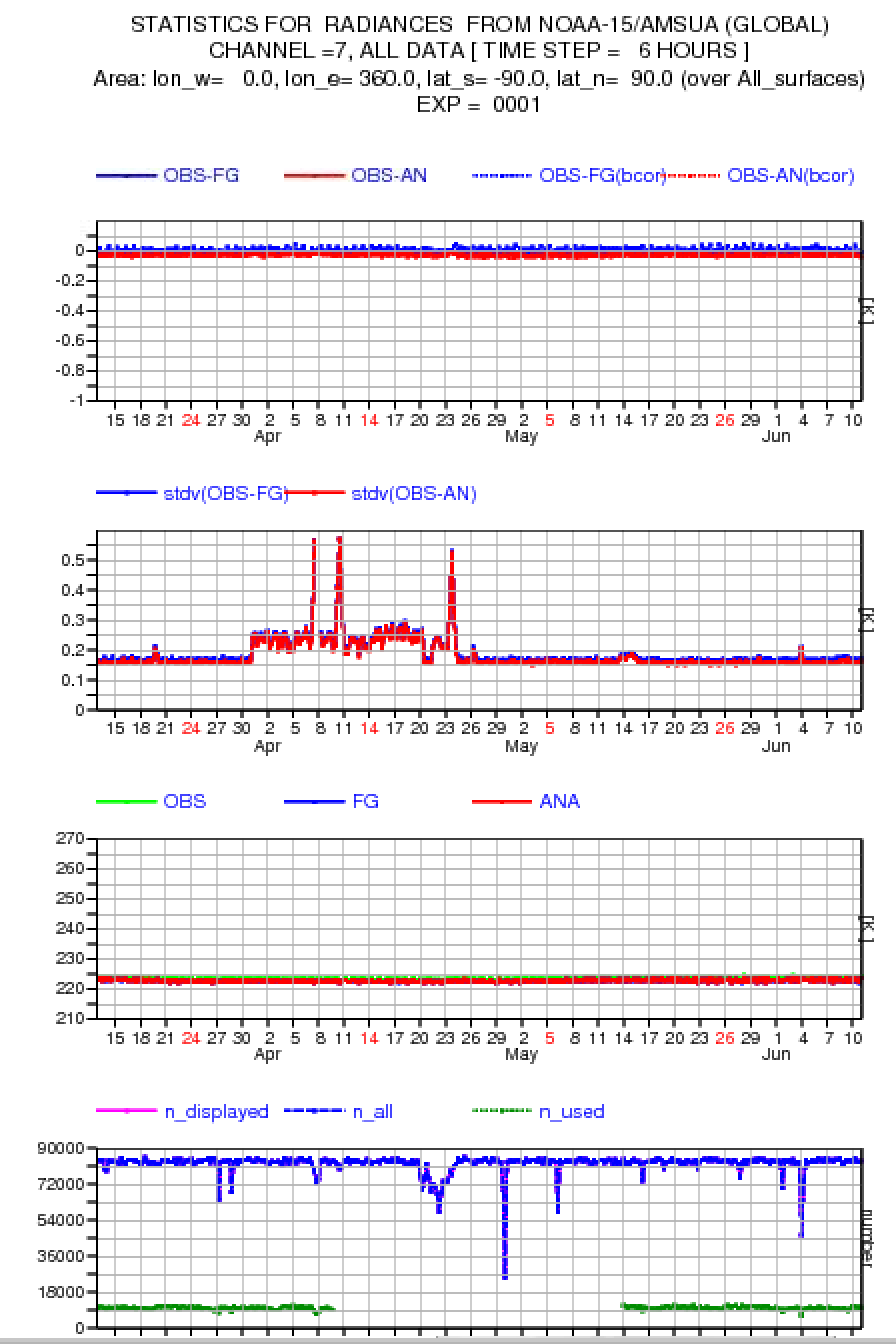 STATISTICS FOR RADIANCES FROM NOAA-15/AMSUA (GLOBAL)
CHANNEL =7, ALL DATA [ TIME STEP = 6 HOURS ]
Area: lon_w= 0.0, lon_e= 360.0, lat_s= -90.0, lat_n= 90.0 (over All_surfaces)
EXP = 0001
OBS-FG OBS-AN OBS-FG(bcor) OBS-AN(bcor)
0
-0.2
-0.4
-0.6
-0.8
-1
[K]
15 18 21 24 27 30 2 5 8 11 14 17 20 23 26 29 2 5 8 11 14 17 20 23 26 29 1 4 7 10
Apr May Jun
stdv(OBS-FG) stdv(OBS-AN)
0.5
0.4
0.3
0.2
0.1
0
[K]
15 18 21 24 27 30 2 5 8 11 14 17 20 23 26 29 2 5 8 11 14 17 20 23 26 29 1 4 7 10
Apr May Jun
OBS FG ANA
270
260
250
240
230
220
210
[K]
15 18 21 24 27 30 2 5 8 11 14 17 20 23 26 29 2 5 8 11 14 17 20 23 26 29 1 4 7 10
Apr May Jun
n_displayed n_all n_used
90000
72000
54000
36000
18000
0
number